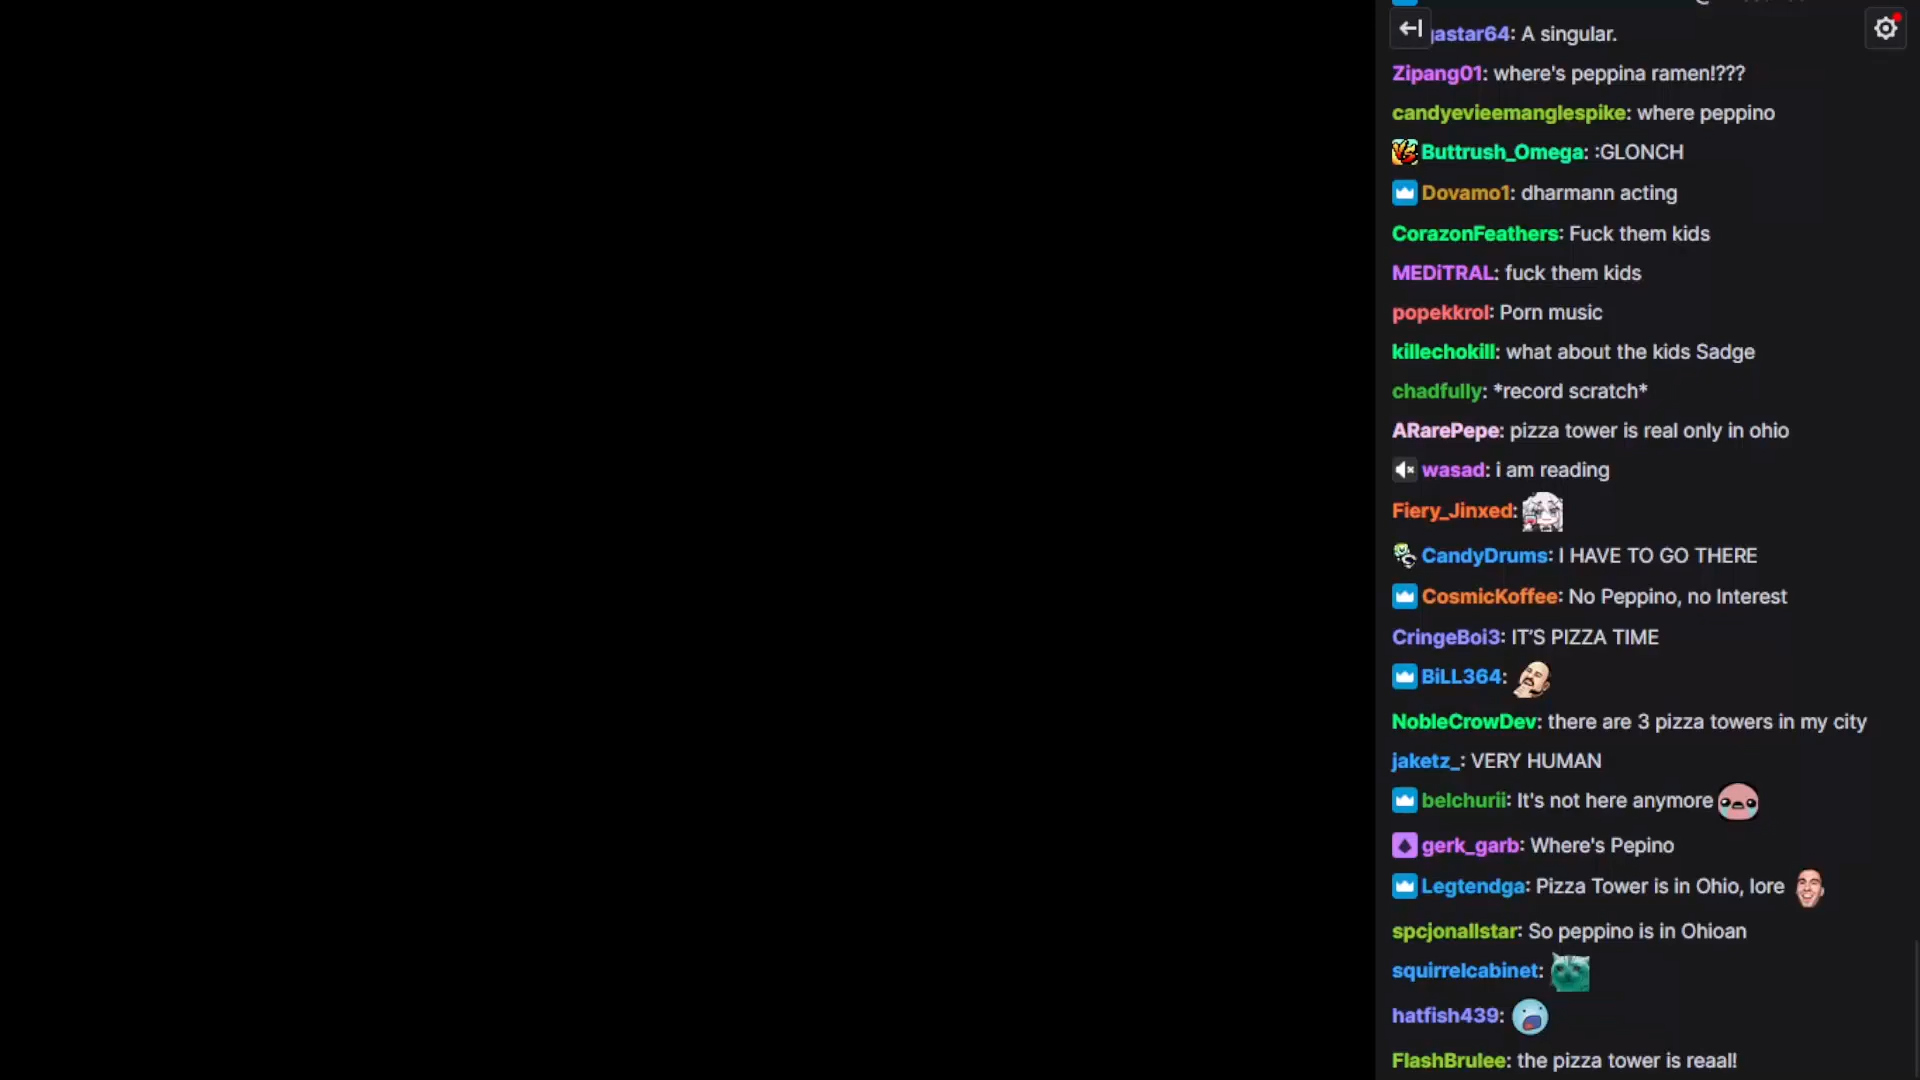 astar64: A singular.
Zipang01: where's peppina ramen!???
candyevieemanglespike: where peppino
Buttrush_Omega: :GLONCH
Dovamo1: dharmann acting
CorazonFeathers: Fuck them kids
MEDiTRAL: fuck them kids
popekkrol: Porn music
killechokill: what about the kids Sadge
chadfully: *record scratch*
ARarePepe: pizza tower is real only in ohio
wasad: i am reading
Fiery_Jinxed:
CandyDrums: I HAVE TO GO THERE
CosmicKoffee: No Peppino, no Interest
CringeBoi3: IT'S PIZZA TIME
BiLL364:
NobleCrowDev: there are 3 pizza towers in my city
jaketz_: VERY HUMAN
belchurii: It's not here anymore
gerk_garb: Where's Pepino
Legtendga: Pizza Tower is in Ohio, lore
spcjonallstar: So peppino is in Ohioan
squirrelcabinet:
hatfish439:
FlashBrulee: the pizza tower is reaal!